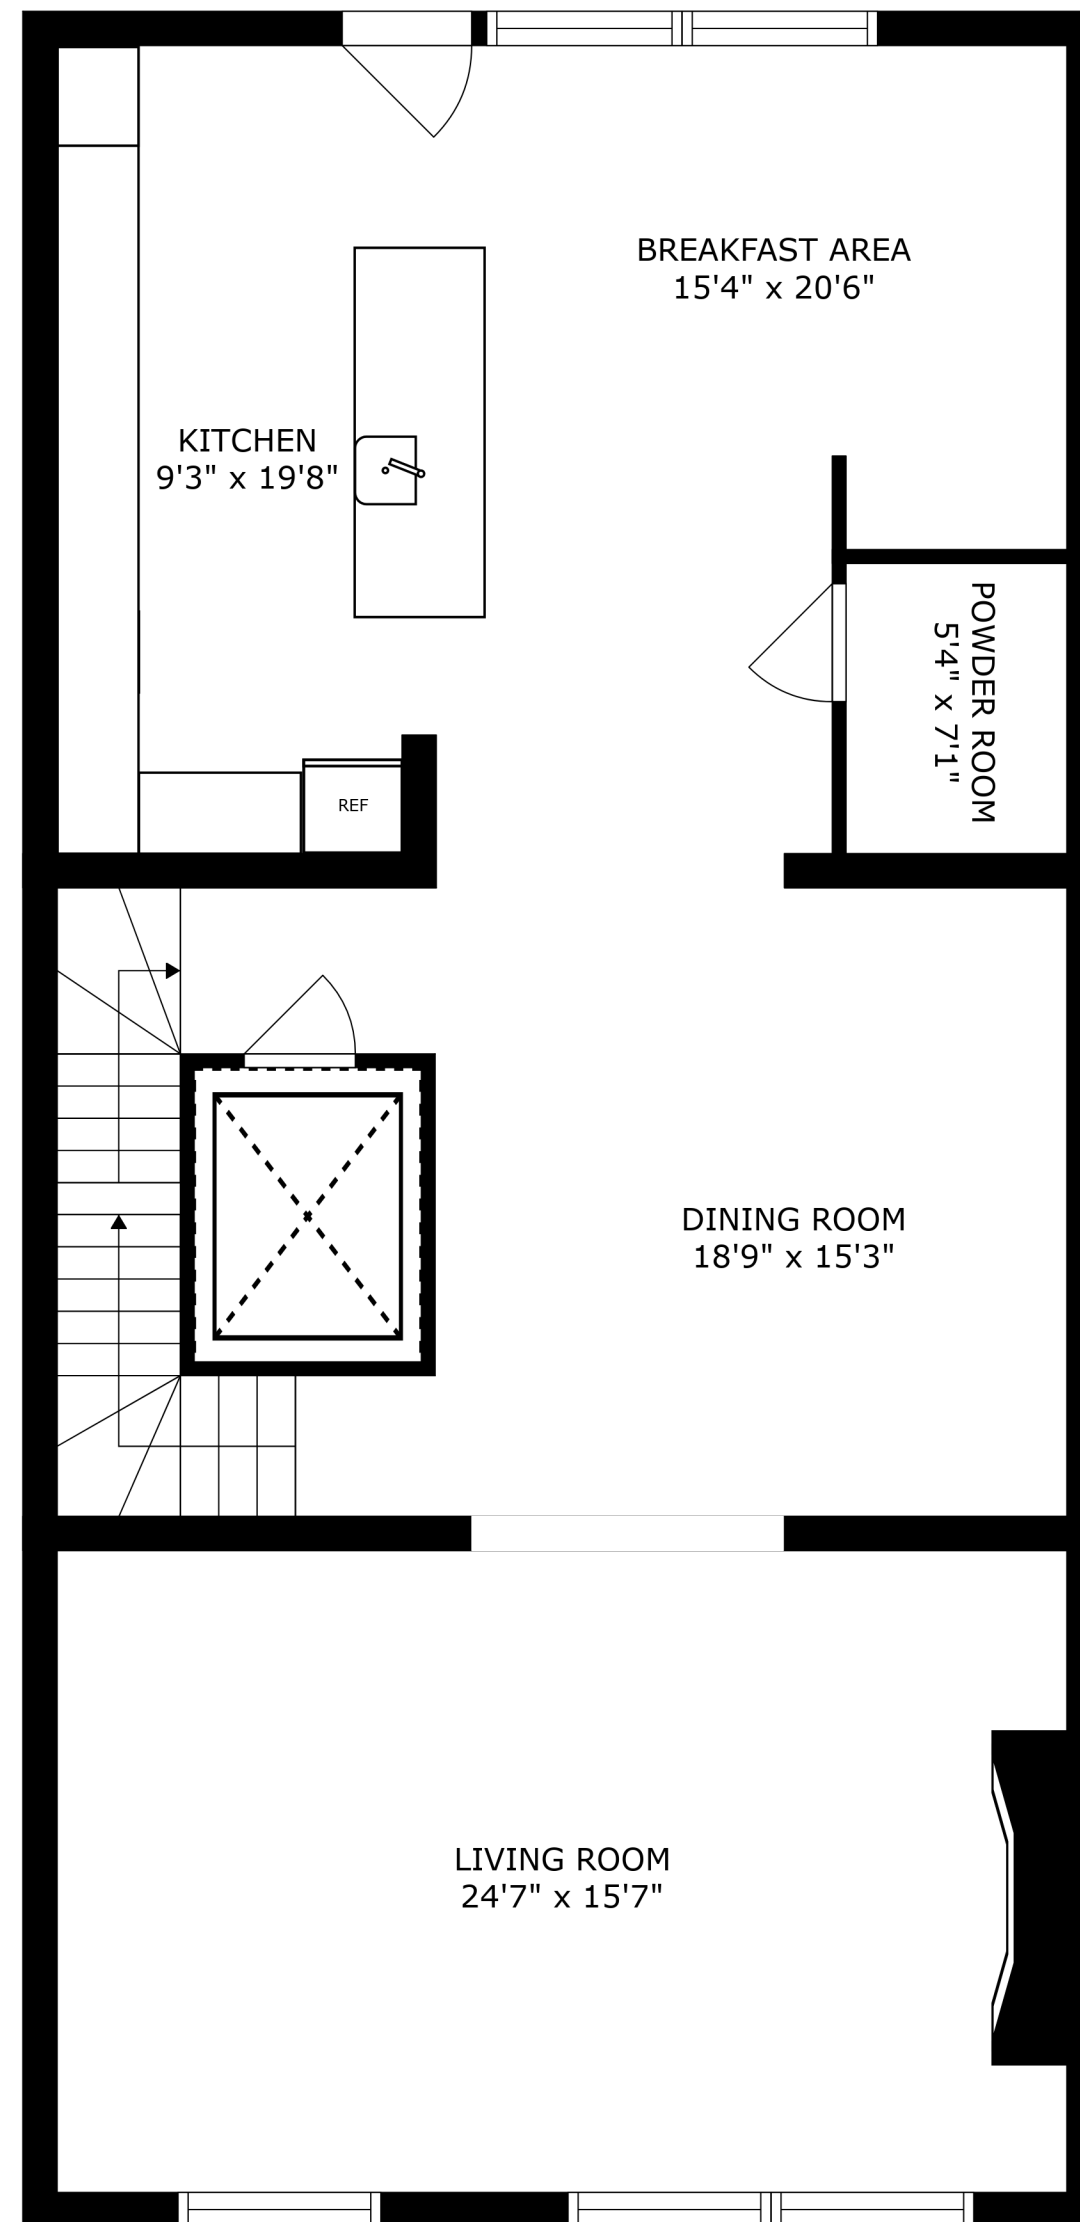 BREAKFAST AREA
15'4" x 20'6"
KITCHEN
9'3" x 19'8"
POWDER ROOM
5'4" x 7'1"
REF
DINING ROOM
18'9" x 15'3"
LIVING ROOM
24'7" x 15'7"